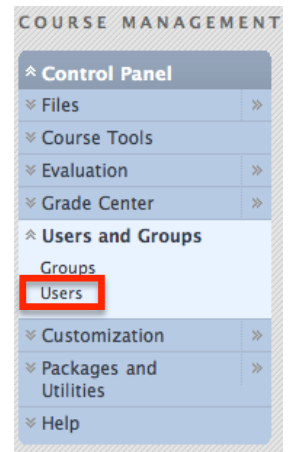 COURSE MANAGEMENT
Control Panel
Files
Course Tools
Evaluation
Grade Center
Users and Groups
Groups
Users
Customization
Packages and
Utilities
Help